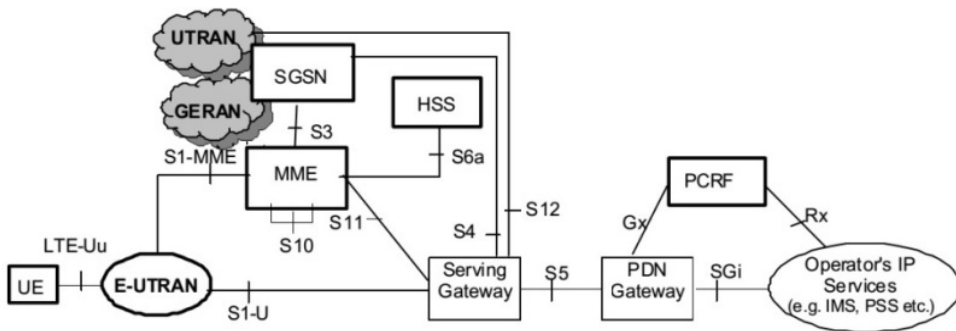 UTRAN
SGSN
HSS
GERAN
S3
S1-MME
S6a
MME
PCRF
S12
S11
Gx
Rx
S10
S4
LTE-Uu
Serving
Gateway
PDN
Gateway
Operator's IP
Services
(e.g. IMS, PSS etc.)
UE
E-UTRAN
S5
SGi
S1-U